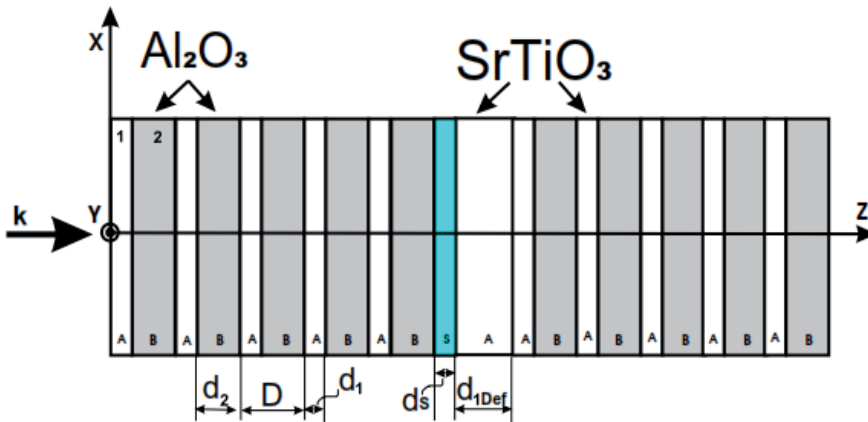 X
Al₂O₃
SrTiO₃
1 2
k
Y
Z
A B A B A B A B A B S A A B A B A B A B A B
d₂ D d₁ ds d₁Def